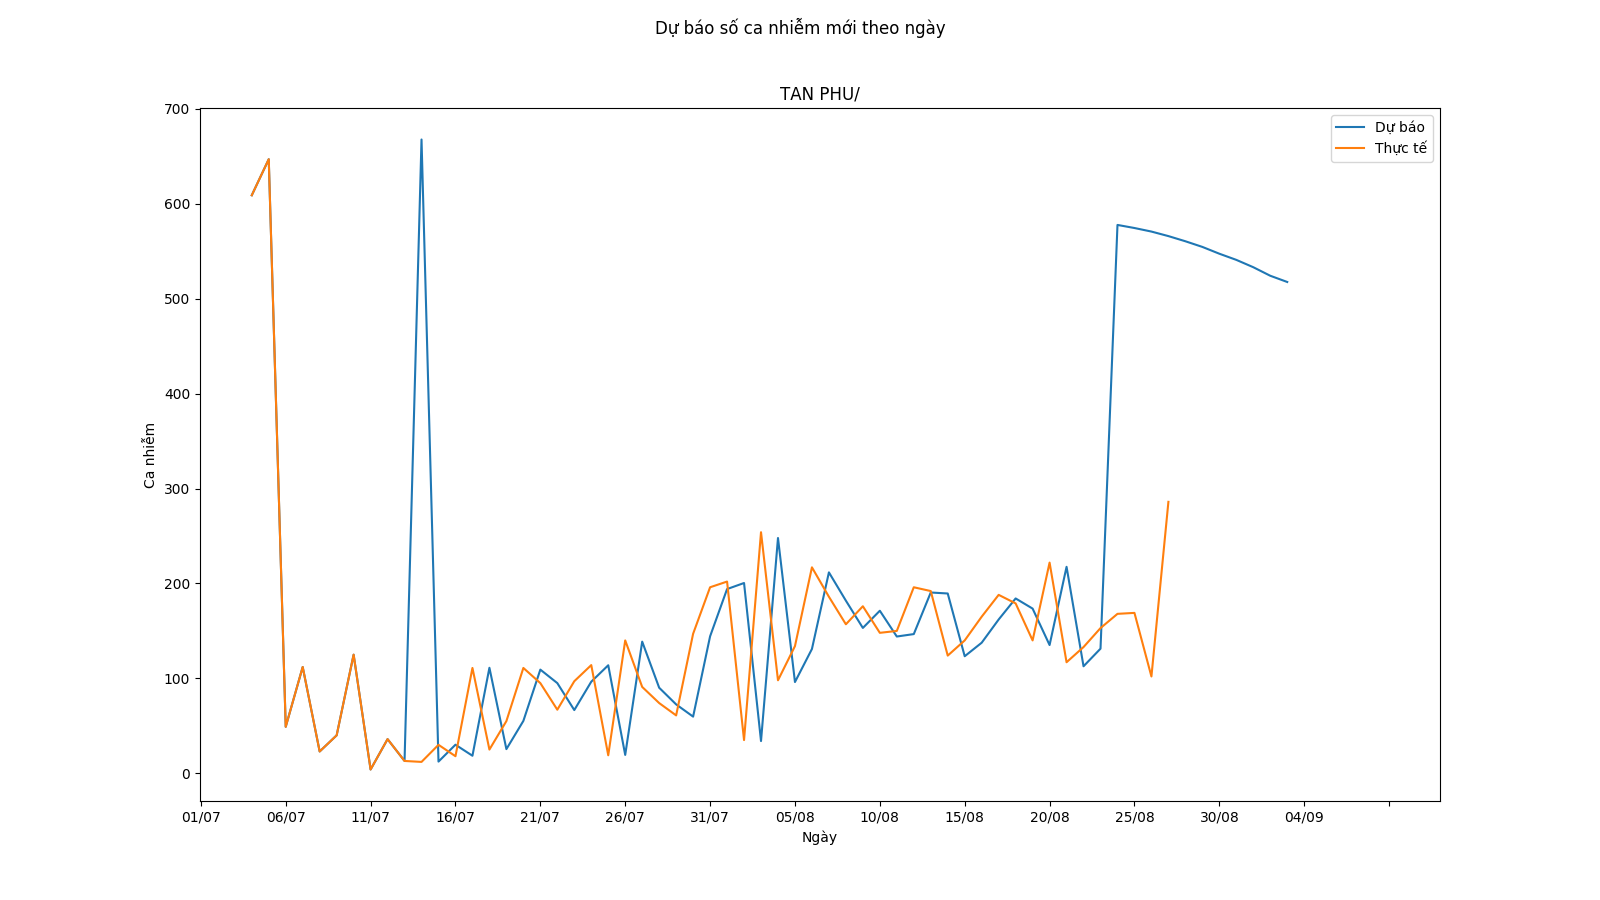 Dự báo số ca nhiễm mới theo ngày
TAN PHU/
Dự báo
Thực tế
700
600
500
400
300
200
100
0
Ca nhiễm
01/07 06/07 11/07 16/07 21/07 26/07 31/07 05/08 10/08 15/08 20/08 25/08 30/08 04/09
Ngày